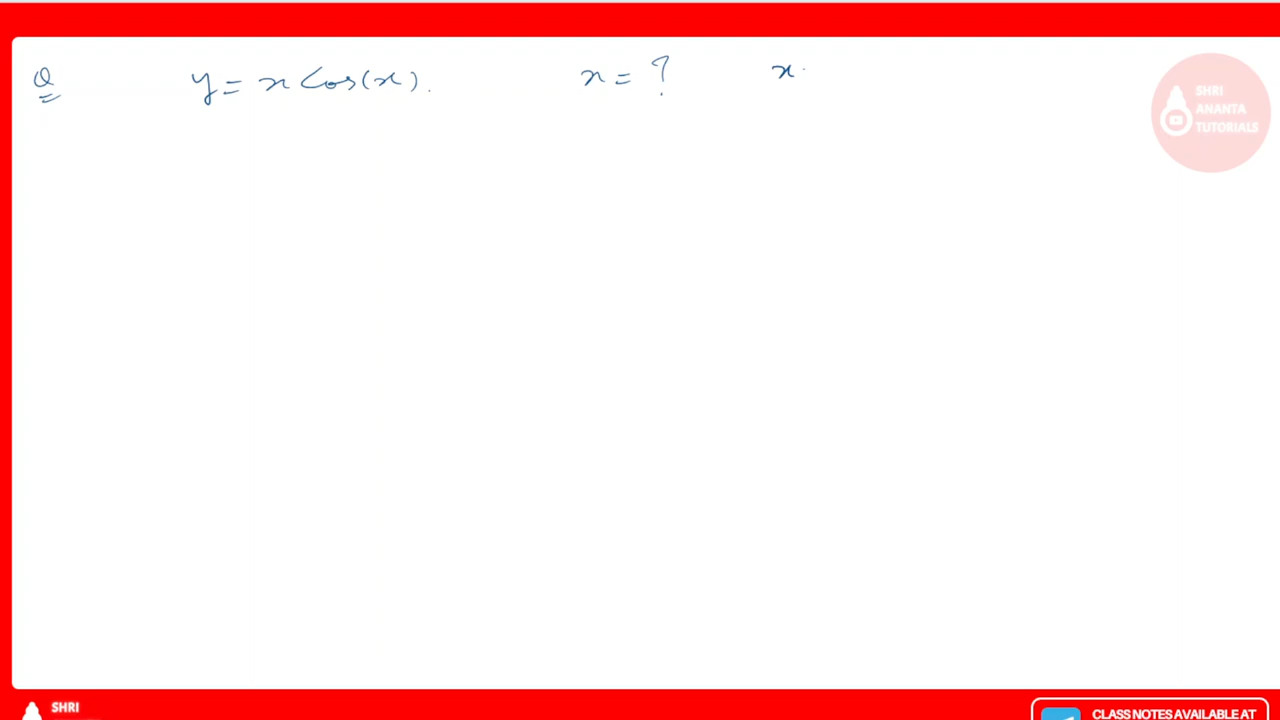 Q y = x Cos(x). x = ? x
SHRI
ANANTA
TUTORIALS
SHRI
CLASS NOTES AVAILABLE AT